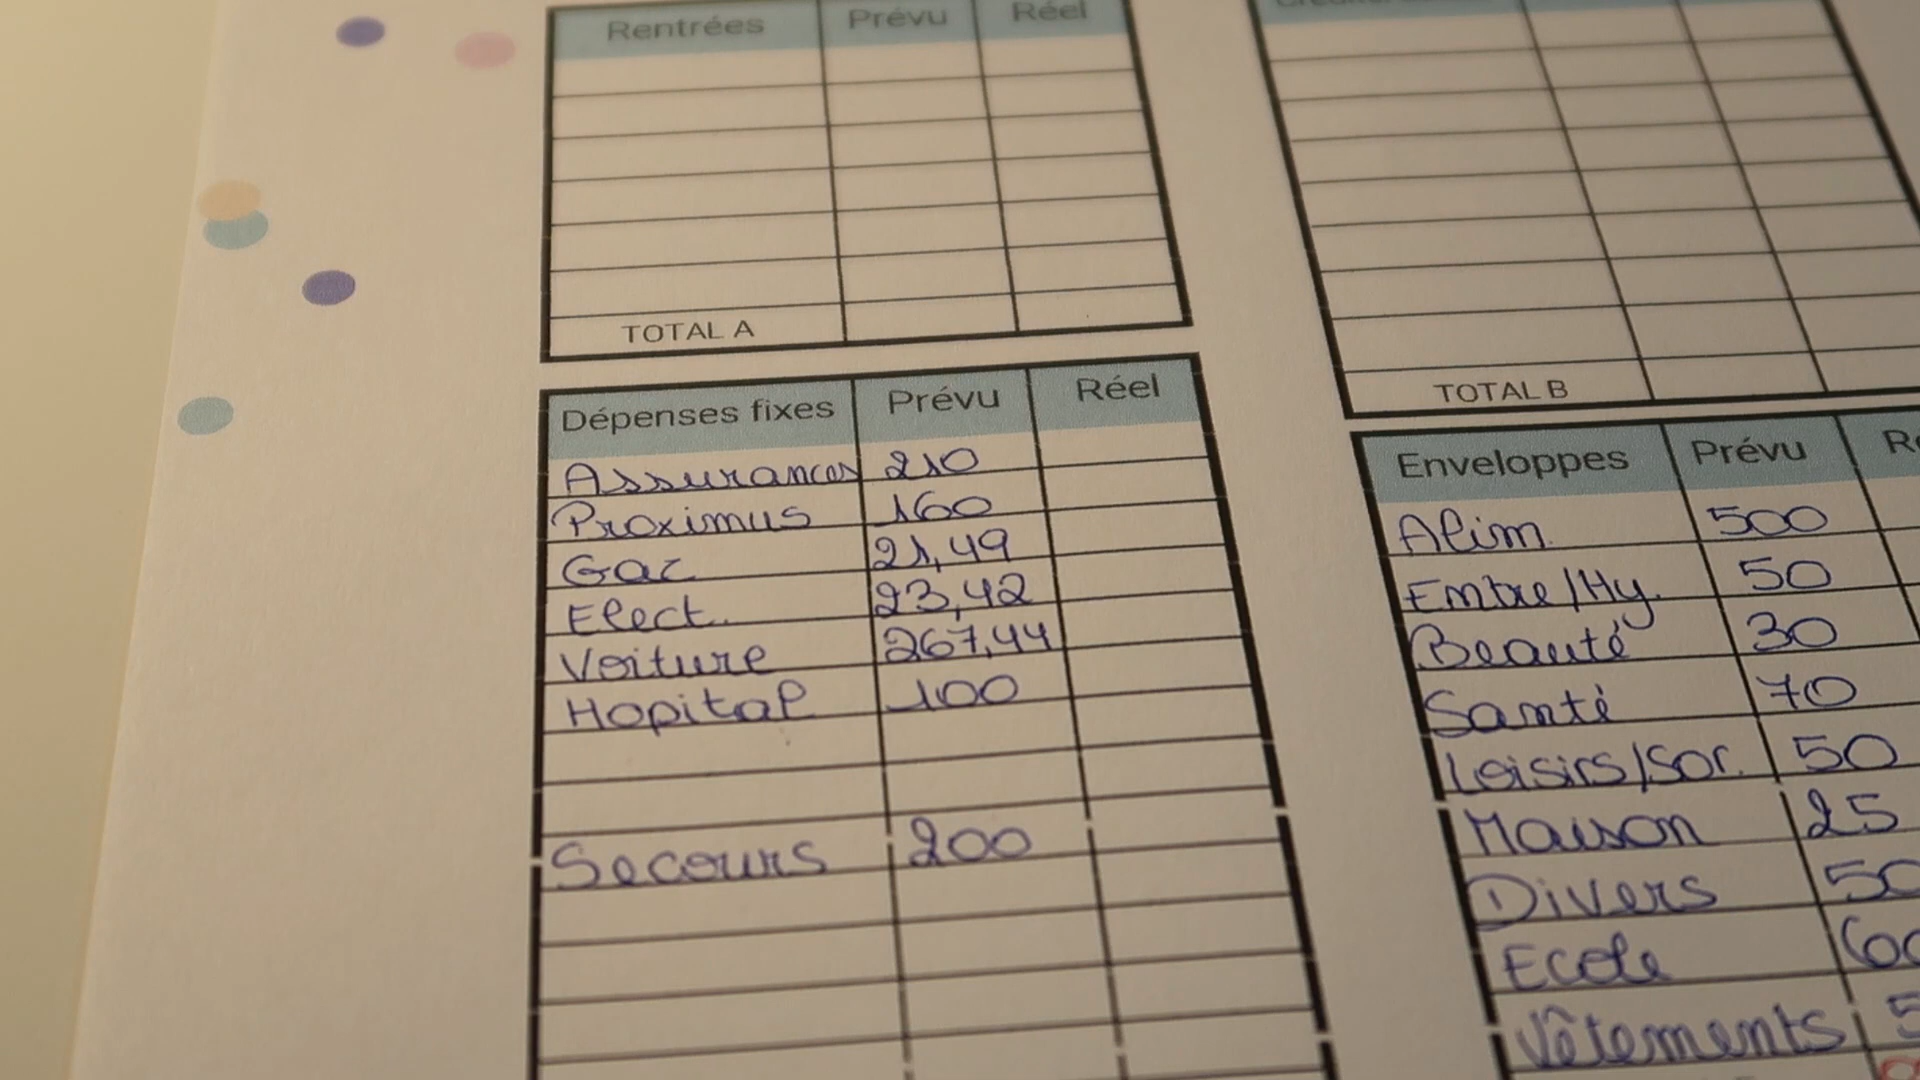 Rentrées Prévu Réel
TOTAL A
Dépenses fixes Prévu Réel
Assurances 210
Proximus 160
Gaz 21,49
Elect. 23,42
Voiture 267,44
Hopital 100
Secours 200
TOTAL B
Enveloppes Prévu
Alim. 500
Entre/Hy. 50
Beauté 30
Santé 70
Loisirs/Sor. 50
Maison 25
Divers
Ecole
Vêtements